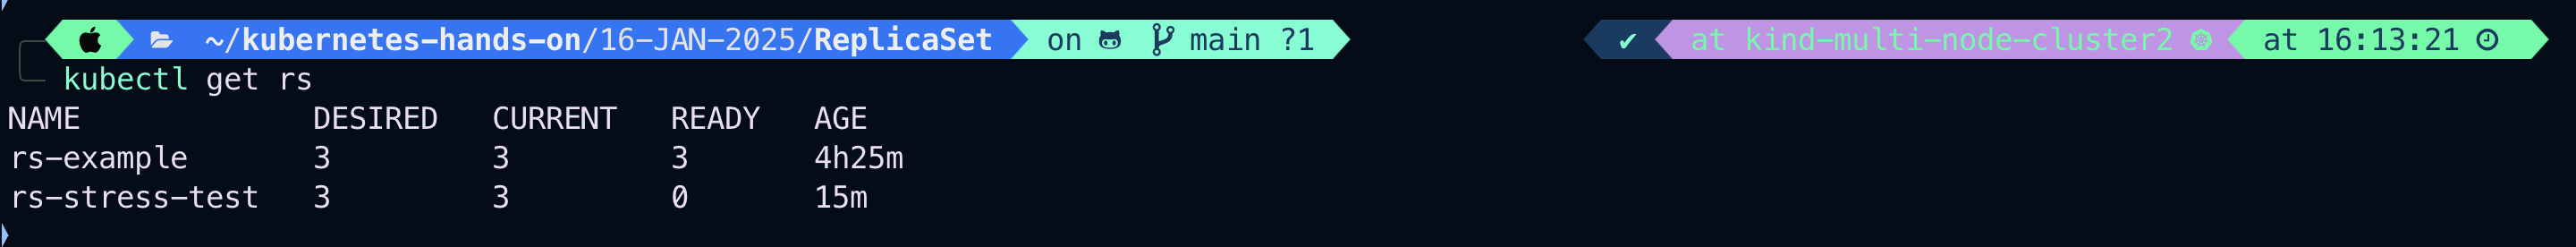 ~/kubernetes-hands-on/16-JAN-2025/ReplicaSet on main ?1 ✔ at kind-multi-node-cluster2 at 16:13:21
kubectl get rs
NAME DESIRED CURRENT READY AGE
rs-example 3 3 3 4h25m
rs-stress-test 3 3 0 15m